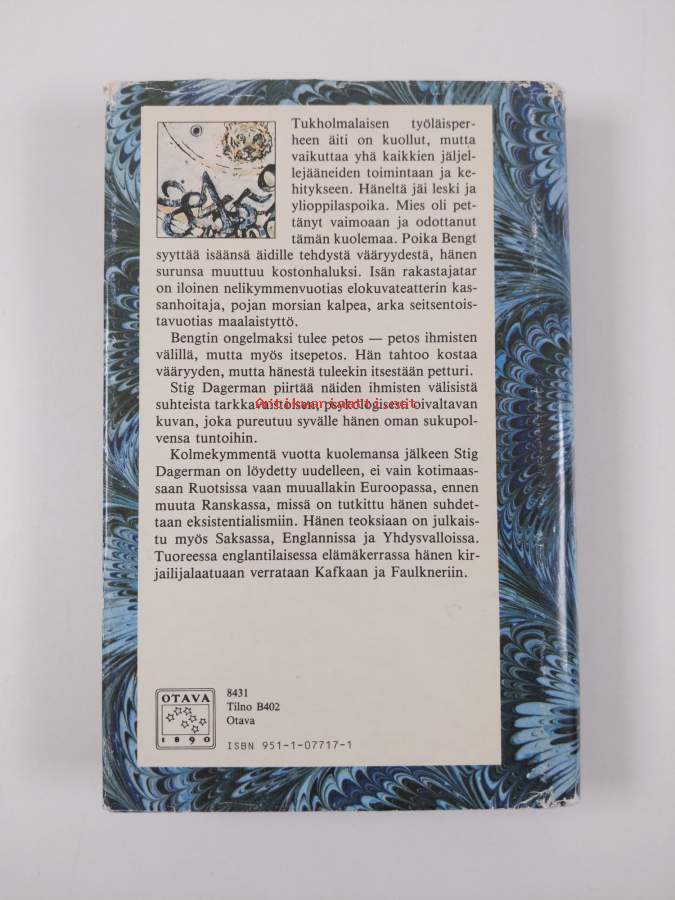 Tukholmalaisen työläisper-
heen äiti on kuollut, mutta
vaikuttaa yhä kaikkien jäljel-
lejääneiden toimintaan ja ke-
hitykseen. Häneltä jäi leski ja
ylioppilaspoika. Mies oli pet-
tänyt vaimoaan ja odottanut
tämän kuolemaa. Poika Bengt
syyttää isäänsä äidille tehdystä vääryydestä, hänen
surunsa muuttuu kostonhaluksi. Isän rakastajatar
on iloinen nelikymmenvuotias elokuvateatterin kas-
sanhoitaja, pojan morsian kalpea, arka seitsentois-
tavuotias maalaistyttö.
Bengtin ongelmaksi tulee petos — petos ihmisten
välillä, mutta myös itsepetos. Hän tahtoo kostaa
vääryyden, mutta hänestä tuleekin itsestään petturi.
Stig Dagerman piirtää näiden ihmisten välisistä
suhteista tarkkavaistoisen, psykologisesti oivaltavan
Antikvariaatti.net
kuvan, joka pureutuu syvälle hänen oman sukupol-
vensa tuntoihin.
Kolmekymmentä vuotta kuolemansa jälkeen Stig
Dagerman on löydetty uudelleen, ei vain kotimaas-
saan Ruotsissa vaan muuallakin Euroopassa, ennen
muuta Ranskassa, missä on tutkittu hänen suhdet-
taan eksistentialismiin. Hänen teoksiaan on julkais-
tu myös Saksassa, Englannissa ja Yhdysvalloissa.
Tuoreessa englantilaisessa elämäkerrassa hänen kir-
jailijalaatuaan verrataan Kafkaan ja Faulkneriin.
OTAVA
1890
8431
Tilno B402
Otava
ISBN 951-1-07717-1